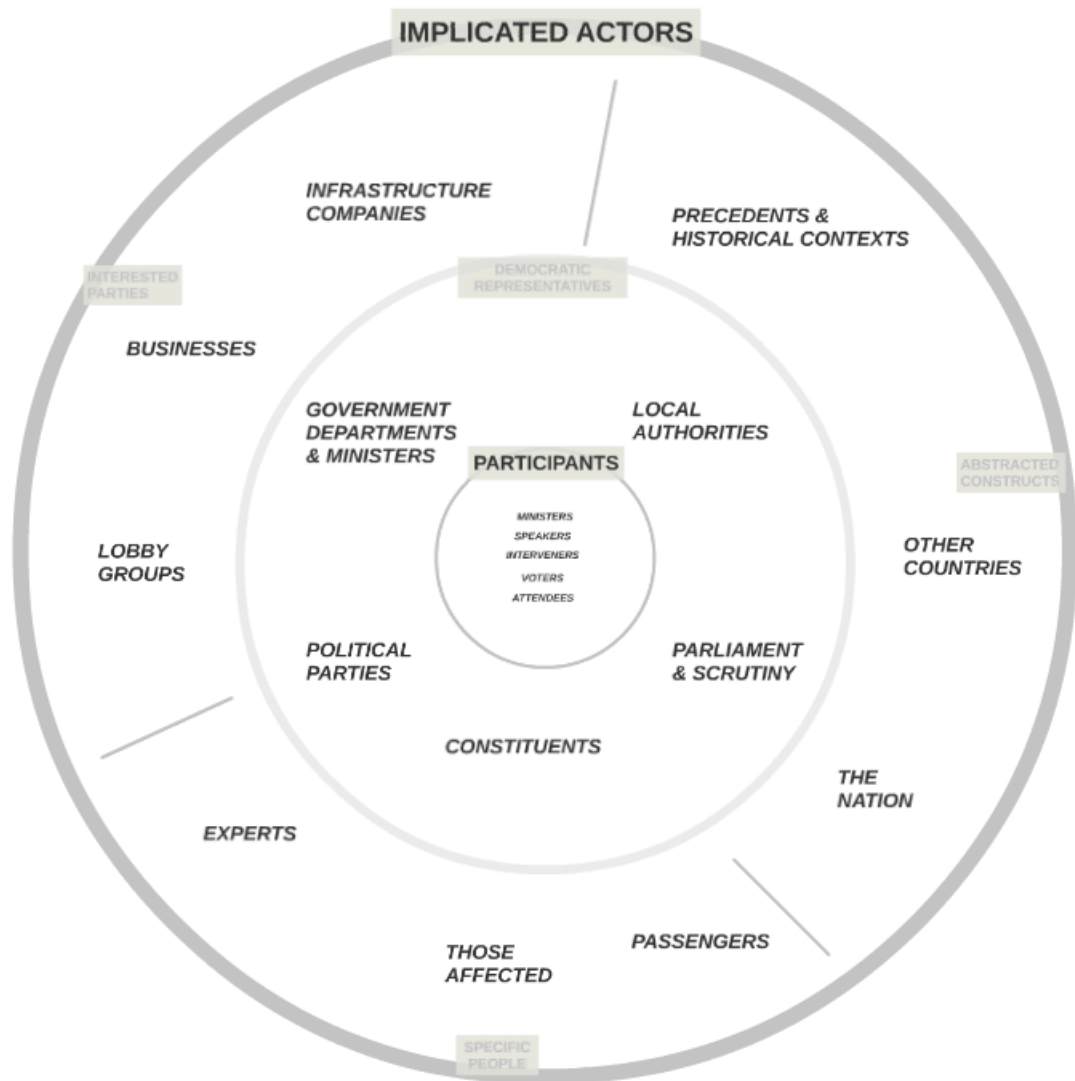 IMPLICATED ACTORS
INFRASTRUCTURE
COMPANIES
PRECEDENTS &
HISTORICAL CONTEXTS
INTERESTED
PARTIES
DEMOCRATIC
REPRESENTATIVES
BUSINESSES
GOVERNMENT
DEPARTMENTS
& MINISTERS
LOCAL
AUTHORITIES
PARTICIPANTS
ABSTRACTED
CONSTRUCTS
MINISTERS
SPEAKERS
INTERVENERS
VOTERS
ATTENDEES
LOBBY
GROUPS
OTHER
COUNTRIES
POLITICAL
PARTIES
PARLIAMENT
& SCRUTINY
CONSTITUENTS
THE
NATION
EXPERTS
THOSE
AFFECTED
PASSENGERS
SPECIFIC
PEOPLE